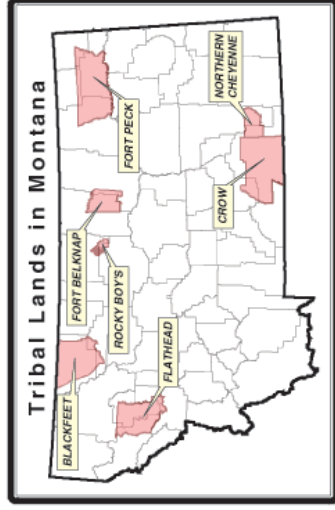 Tribal Lands in Montana
BLACKFEET
FORT BELKNAP
ROCKY BOY'S
FORT PECK
FLATHEAD
CROW
NORTHERN
CHEYENNE